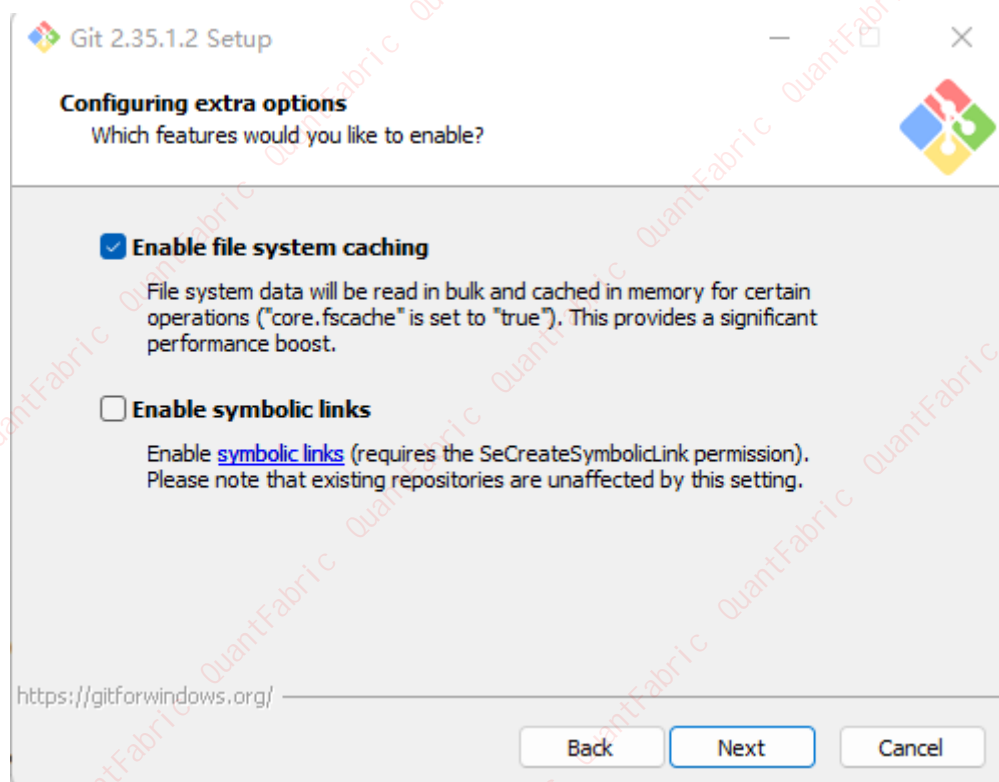 Git 2.35.1.2 Setup
Configuring extra options
Which features would you like to enable?
Enable file system caching
File system data will be read in bulk and cached in memory for certain
operations ("core.fscache" is set to "true"). This provides a significant
performance boost.
Enable symbolic links
Enable symbolic links (requires the SeCreateSymbolicLink permission).
Please note that existing repositories are unaffected by this setting.
https://gitforwindows.org/
Back Next Cancel
QuantFabric